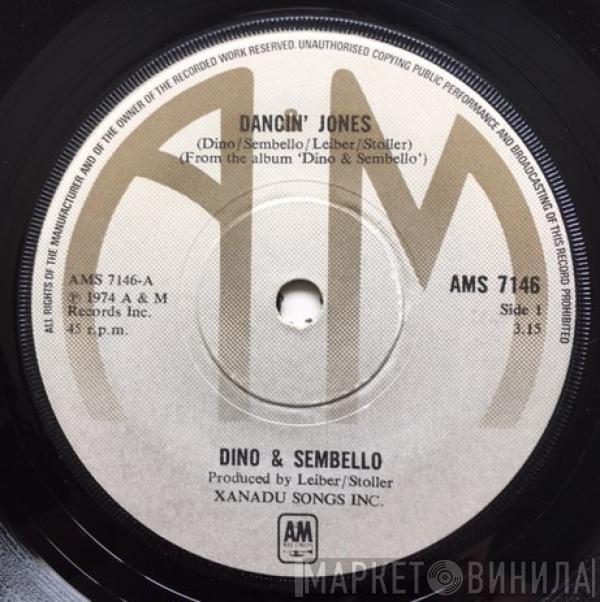 ALL RIGHTS OF THE MANUFACTURER AND OF THE OWNER OF THE RECORDED WORK RESERVED. UNAUTHORISED COPYING PUBLIC PERFORMANCE AND BROADCASTING OF THIS RECORD PROHIBITED
AM
DANCIN' JONES
(Dino/Sembello/Leiber/Stoller)
(From the album 'Dino & Sembello')
AMS 7146-A
℗ 1974 A & M
Records Inc.
45 r.p.m.
AMS 7146
Side 1
3.15
DINO & SEMBELLO
Produced by Leiber/Stoller
XANADU SONGS INC.
AM
RECORDS
МАРКЕТ ВИНИЛА